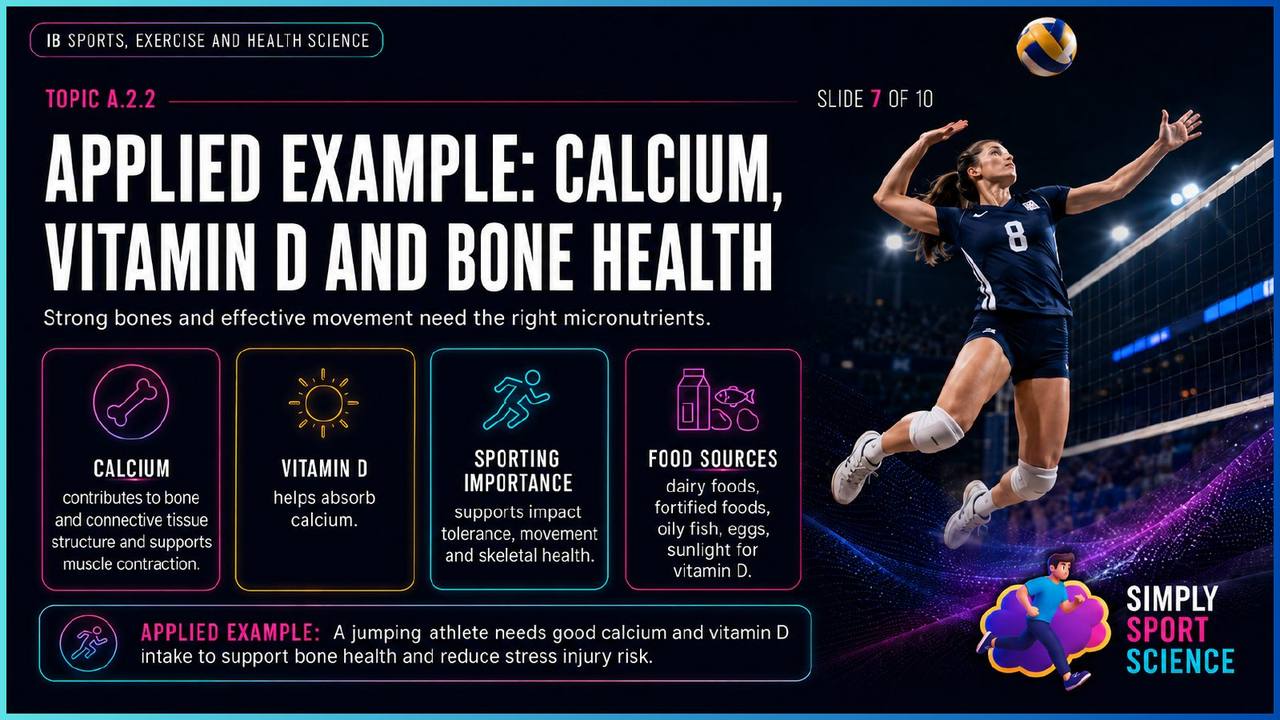 IB SPORTS, EXERCISE AND HEALTH SCIENCE
TOPIC A.2.2
SLIDE 7 OF 10
APPLIED EXAMPLE: CALCIUM,
VITAMIN D AND BONE HEALTH
Strong bones and effective movement need the right micronutrients.
CALCIUM
contributes to bone
and connective tissue
structure and supports
muscle contraction.
VITAMIN D
helps absorb
calcium.
SPORTING
IMPORTANCE
supports impact
tolerance, movement
and skeletal health.
FOOD SOURCES
dairy foods,
fortified foods,
oily fish, eggs,
sunlight for
vitamin D.
APPLIED EXAMPLE: A jumping athlete needs good calcium and vitamin D
intake to support bone health and reduce stress injury risk.
8
SIMPLY
SPORT
SCIENCE